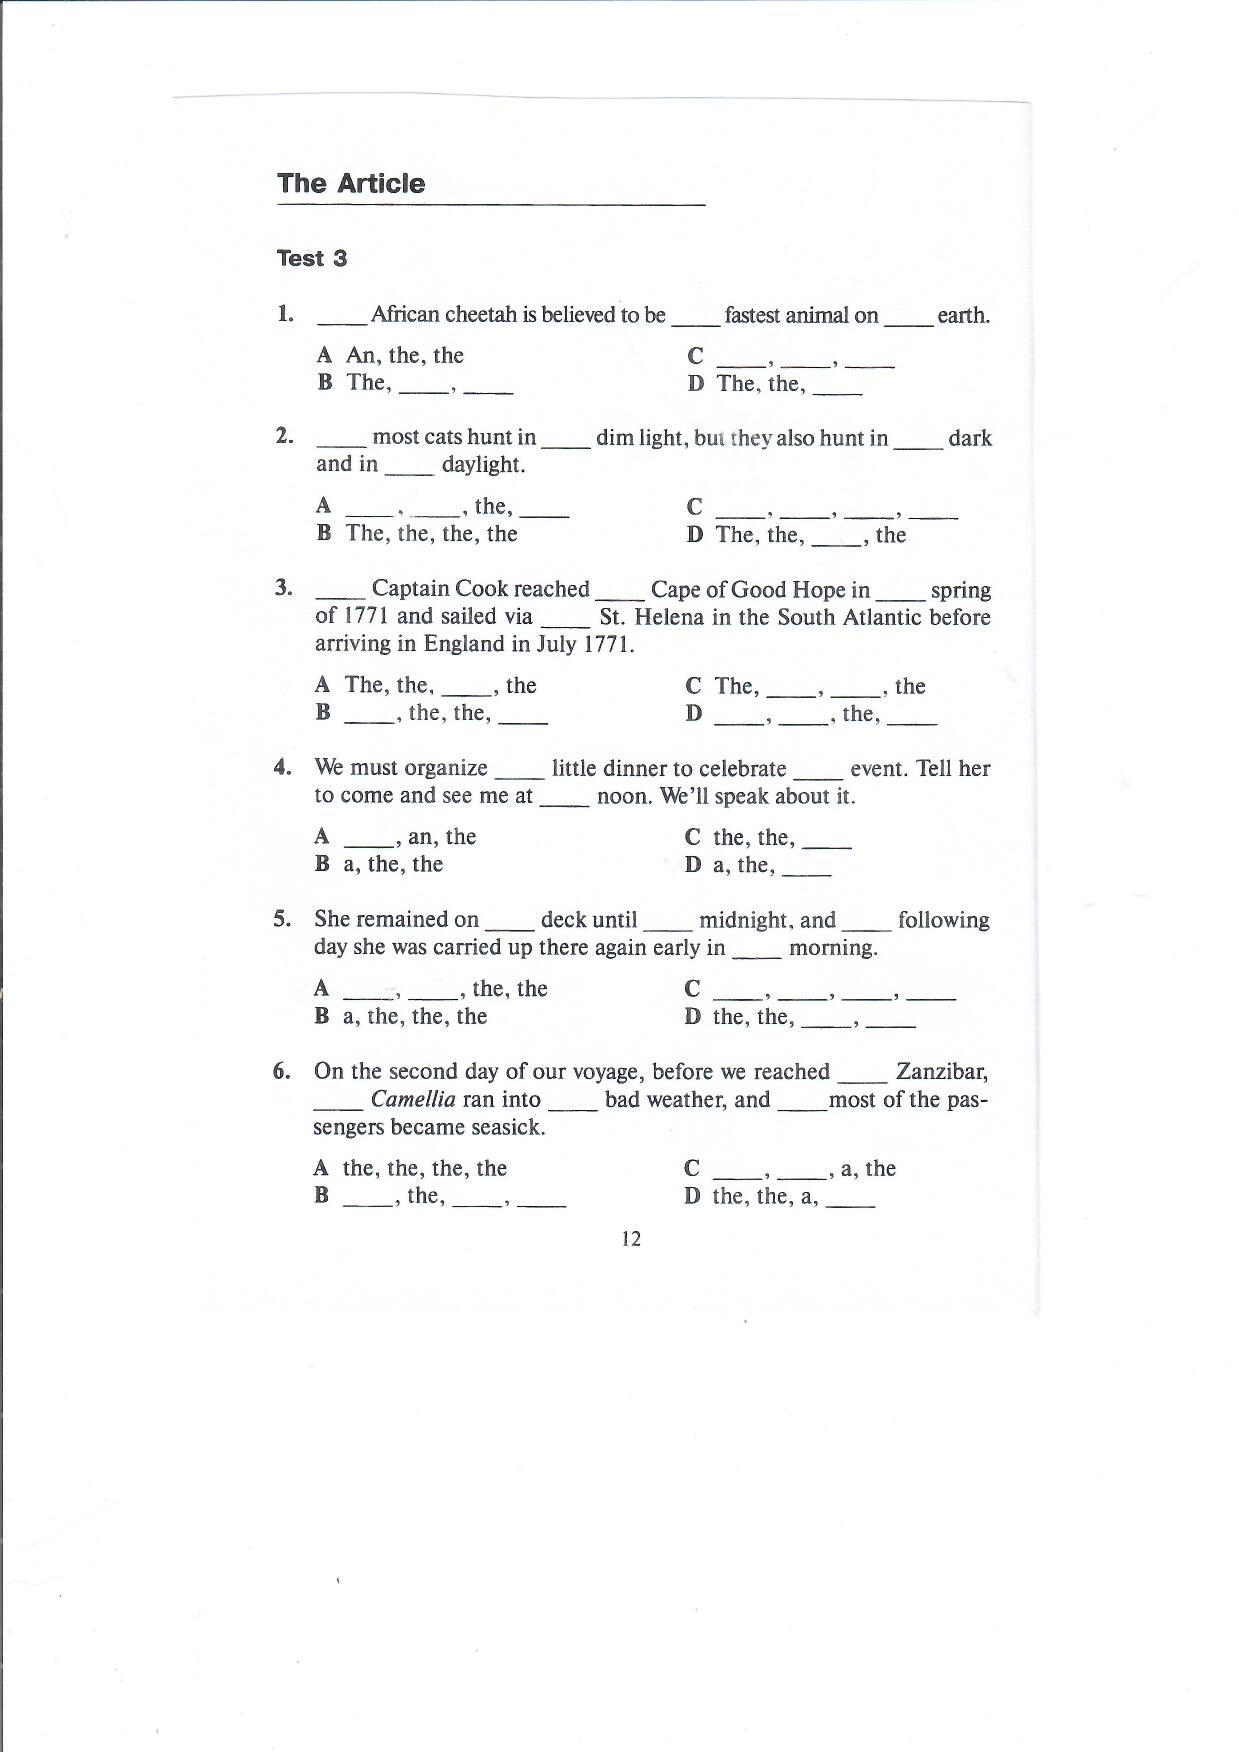 The Article
Test 3
1. ____ African cheetah is believed to be ____ fastest animal on ____ earth.
A An, the, the
B The, ____, ____
C ____, ____, ____
D The, the, ____
2. ____ most cats hunt in ____ dim light, but they also hunt in ____ dark
and in ____ daylight.
A ____, ____, the, ____
B The, the, the, the
C ____, ____, ____, ____
D The, the, ____, the
3. ____ Captain Cook reached ____ Cape of Good Hope in ____ spring
of 1771 and sailed via ____ St. Helena in the South Atlantic before
arriving in England in July 1771.
A The, the, ____, the
B ____, the, the, ____
C The, ____, ____, the
D ____, ____, the, ____
4. We must organize ____ little dinner to celebrate ____ event. Tell her
to come and see me at ____ noon. We'll speak about it.
A ____, an, the
B a, the, the
C the, the, ____
D a, the, ____
5. She remained on ____ deck until ____ midnight, and ____ following
day she was carried up there again early in ____ morning.
A ____, ____, the, the
B a, the, the, the
C ____, ____, ____, ____
D the, the, ____, ____
6. On the second day of our voyage, before we reached ____ Zanzibar,
____ Camellia ran into ____ bad weather, and ____most of the pas-
sengers became seasick.
A the, the, the, the
B ____, the, ____, ____
C ____, ____, a, the
D the, the, a, ____
12